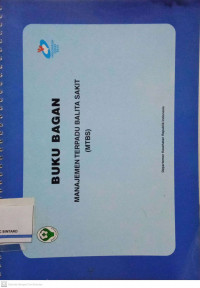 BUKU BAGAN
MANAJEMEN TERPADU BALITA SAKIT
(MTBS)
Departemen Kesehatan Republik Indonesia